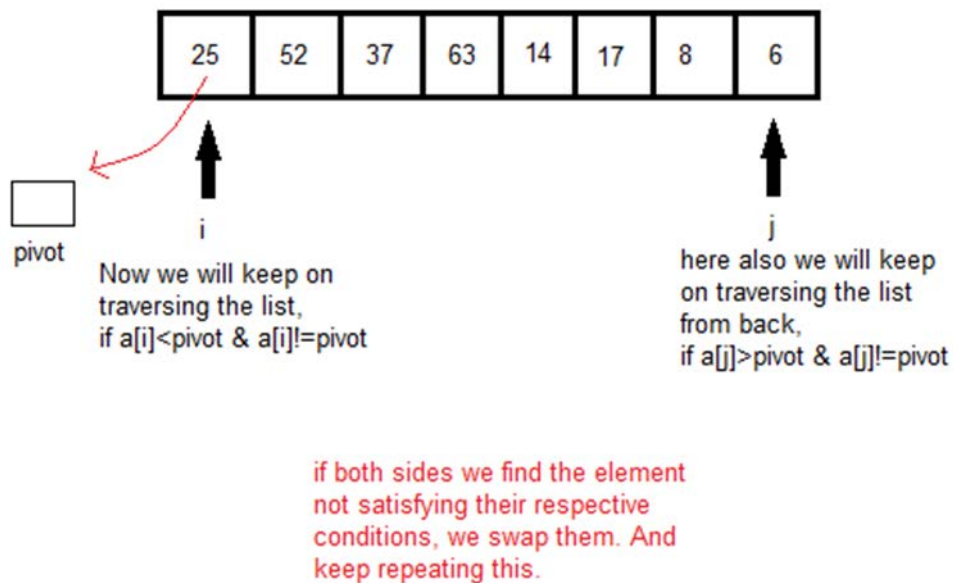 25 52 37 63 14 17 8 6
pivot
i
Now we will keep on
traversing the list,
if a[i]<pivot & a[i]!=pivot
j
here also we will keep
on traversing the list
from back,
if a[j]>pivot & a[j]!=pivot
if both sides we find the element
not satisfying their respective
conditions, we swap them. And
keep repeating this.